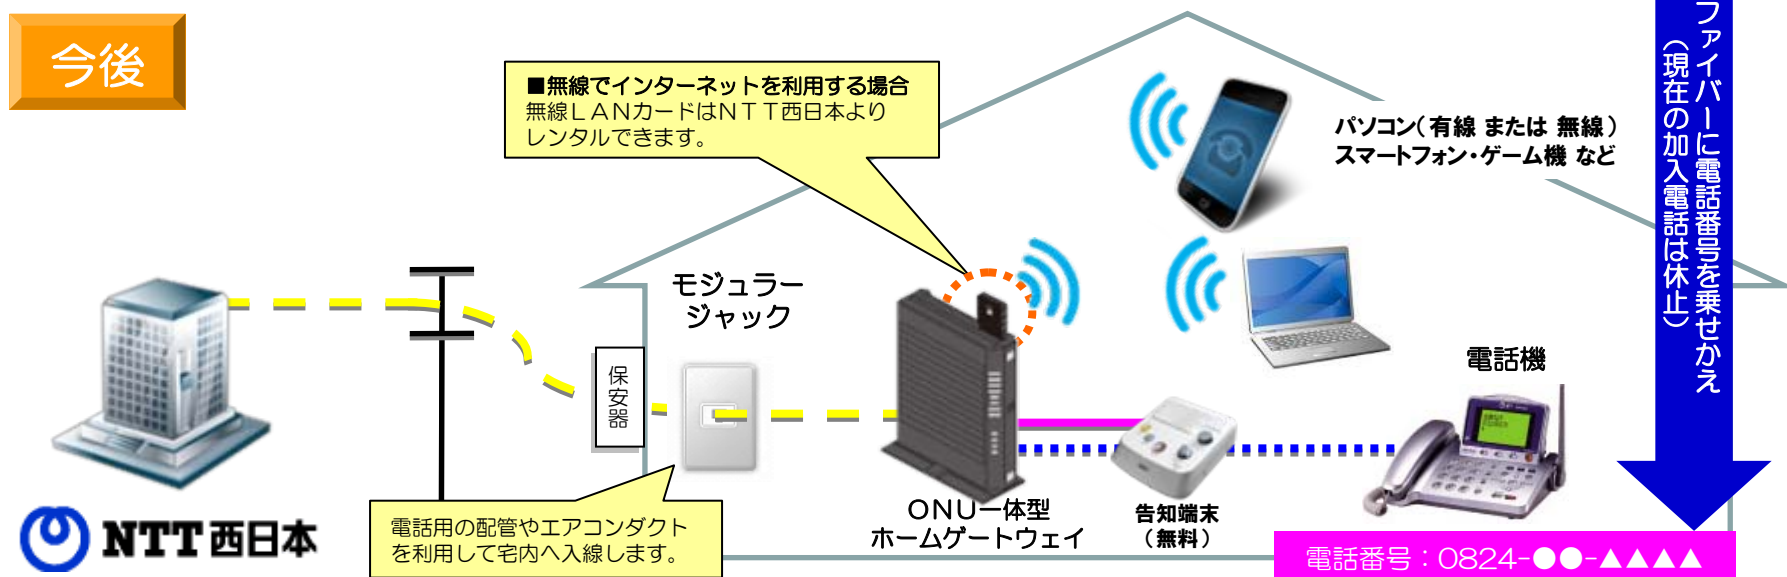 今後
■無線でインターネットを利用する場合
無線LANカードはNTT西日本より
レンタルできます。
パソコン(有線 または 無線)
スマートフォン・ゲーム機 など
ファイバーに電話番号を乗せかえ
(現在の加入電話は休止)
モジュラー
ジャック
保安器
電話機
ONU一体型
ホームゲートウェイ
告知端末
(無料)
電話用の配管やエアコンダクト
を利用して宅内へ入線します。
NTT西日本
電話番号:0824-●●-▲▲▲▲